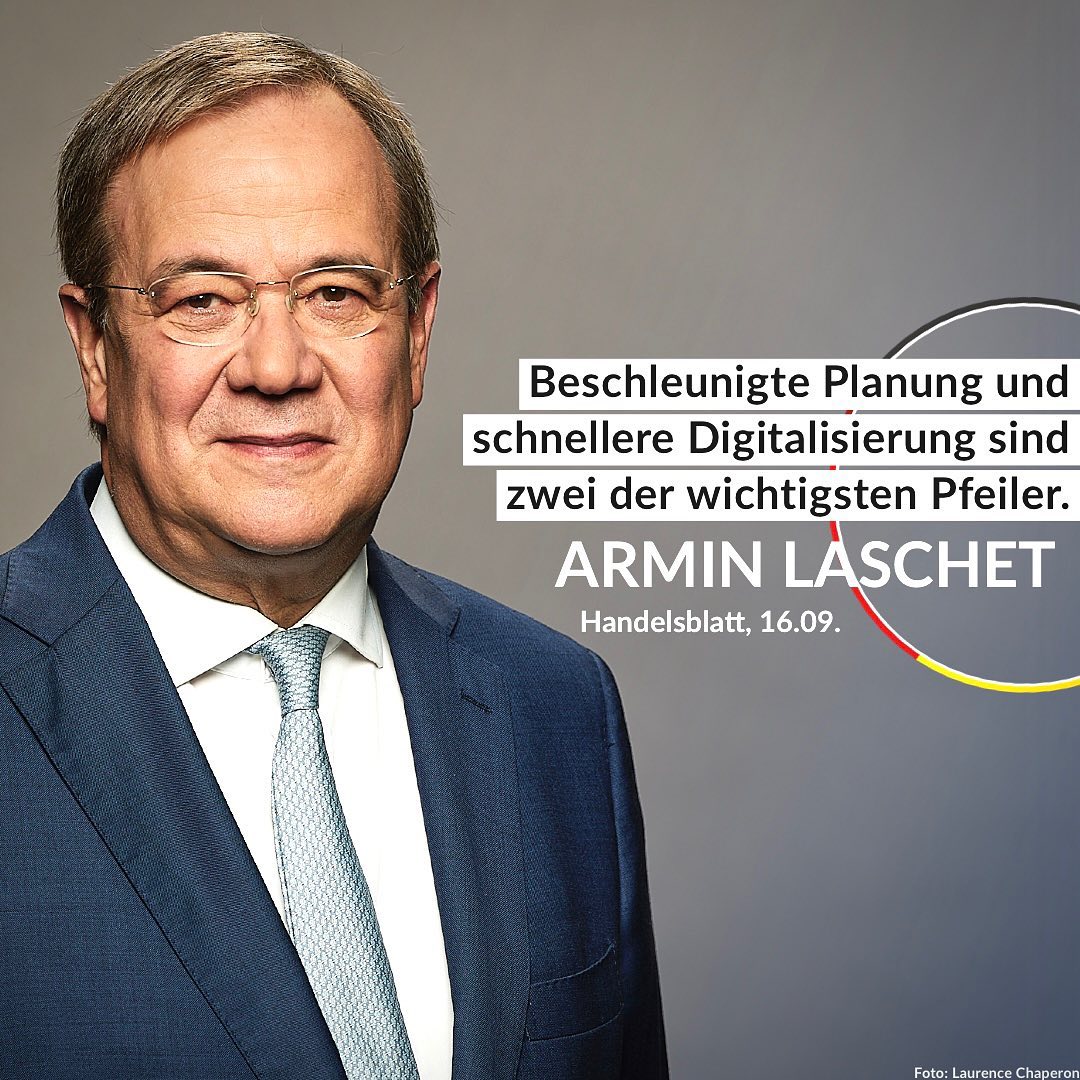 Beschleunigte Planung und
schnellere Digitalisierung sind
zwei der wichtigsten Pfeiler.
ARMIN LASCHET
Handelsblatt, 16.09.
Foto: Laurence Chaperon